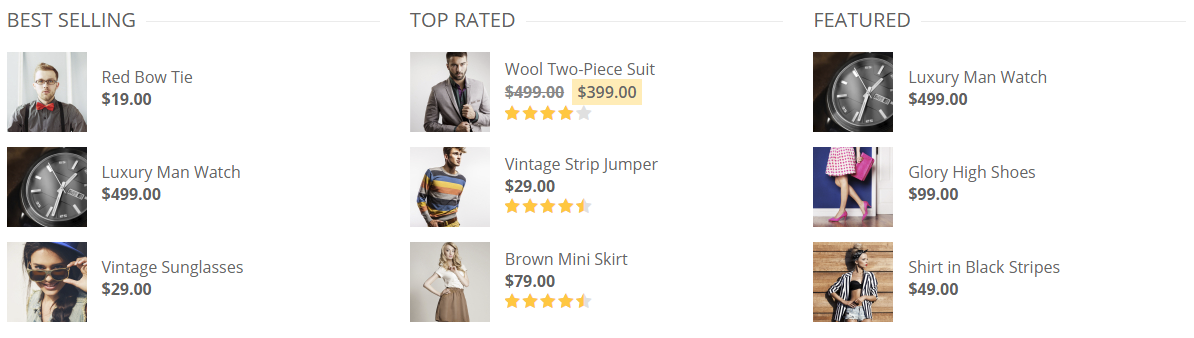 BEST SELLING
Red Bow Tie
$19.00
Luxury Man Watch
$499.00
Vintage Sunglasses
$29.00
TOP RATED
Wool Two-Piece Suit
$499.00 $399.00
Vintage Strip Jumper
$29.00
Brown Mini Skirt
$79.00
FEATURED
Luxury Man Watch
$499.00
Glory High Shoes
$99.00
Shirt in Black Stripes
$49.00